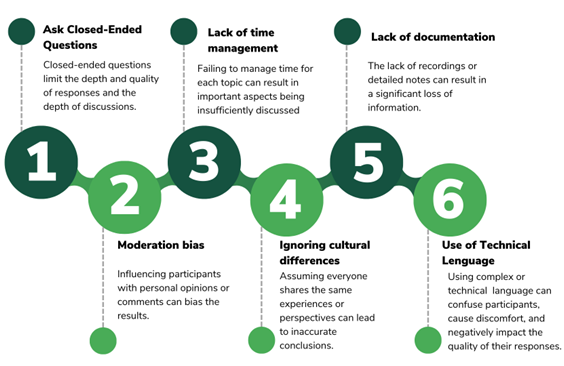 Ask Closed-Ended
Questions
Closed-ended questions
limit the depth and quality
of responses and the
depth of discussions.
1
2
Moderation bias
Influencing participants
with personal opinions or
comments can bias the
results.
Lack of time
management
Failing to manage time for
each topic can result in
important aspects being
insufficiently discussed
3
4
Ignoring cultural
differences
Assuming everyone
shares the same
experiences or
perspectives can lead
to inaccurate
conclusions.
Lack of documentation
The lack of recordings or
detailed notes can result in
a significant loss of
information.
5
6
Use of Technical
Lenguage
Using complex or
technical language can
confuse participants,
cause discomfort, and
negatively impact the
quality of their responses.